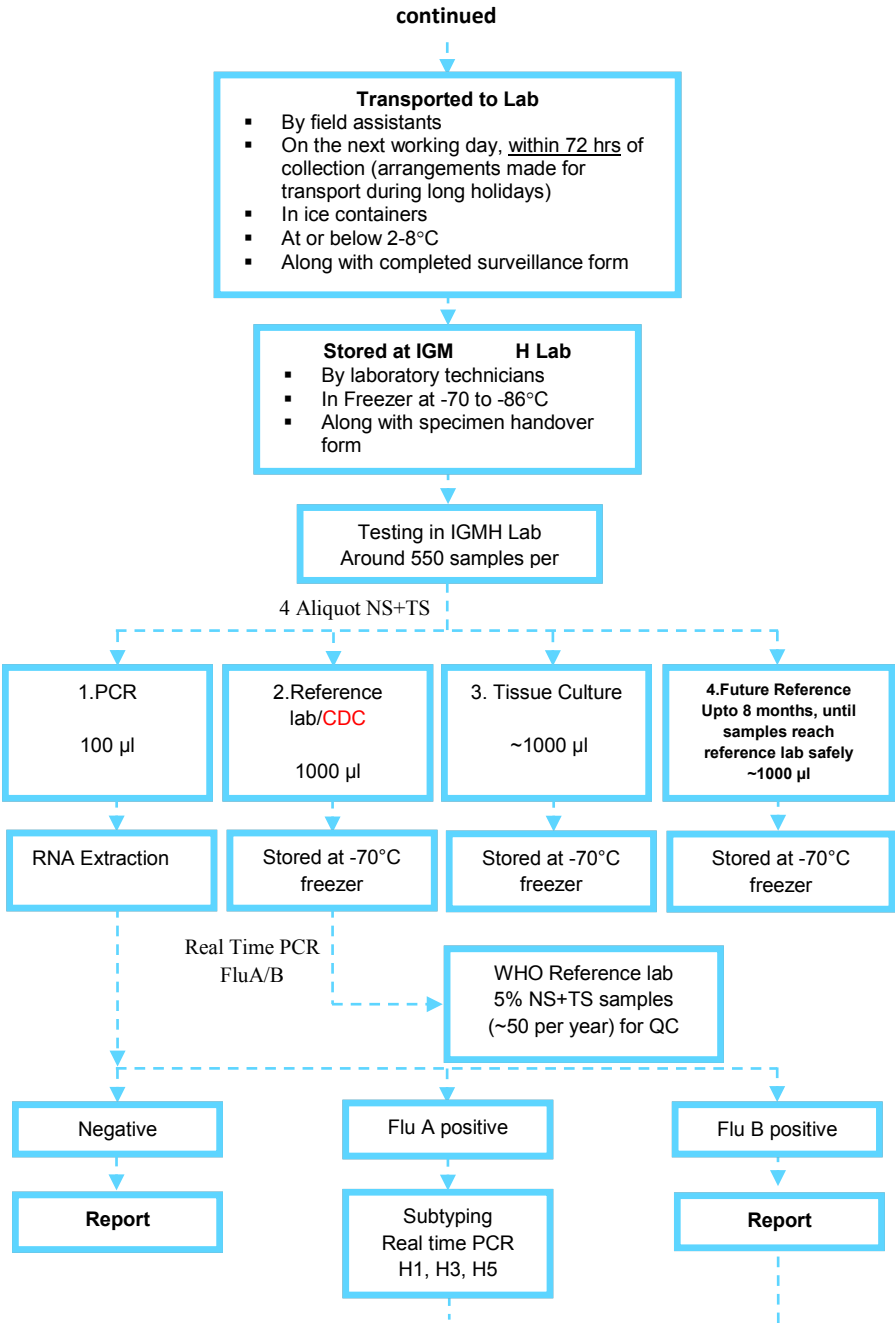 continued
Transported to Lab
▪ By field assistants
▪ On the next working day, within 72 hrs of
collection (arrangements made for
transport during long holidays)
▪ In ice containers
▪ At or below 2-8°C
▪ Along with completed surveillance form
Stored at IGM H Lab
▪ By laboratory technicians
▪ In Freezer at -70 to -86°C
▪ Along with specimen handover
form
Testing in IGMH Lab
Around 550 samples per
4 Aliquot NS+TS
1.PCR
100 µl
2.Reference
lab/CDC
1000 µl
3. Tissue Culture
~1000 µl
4.Future Reference
Upto 8 months, until
samples reach
reference lab safely
~1000 µl
RNA Extraction
Stored at -70°C
freezer
Stored at -70°C
freezer
Stored at -70°C
freezer
Real Time PCR
FluA/B
WHO Reference lab
5% NS+TS samples
(~50 per year) for QC
Negative
Flu A positive
Flu B positive
Report
Subtyping
Real time PCR
H1, H3, H5
Report